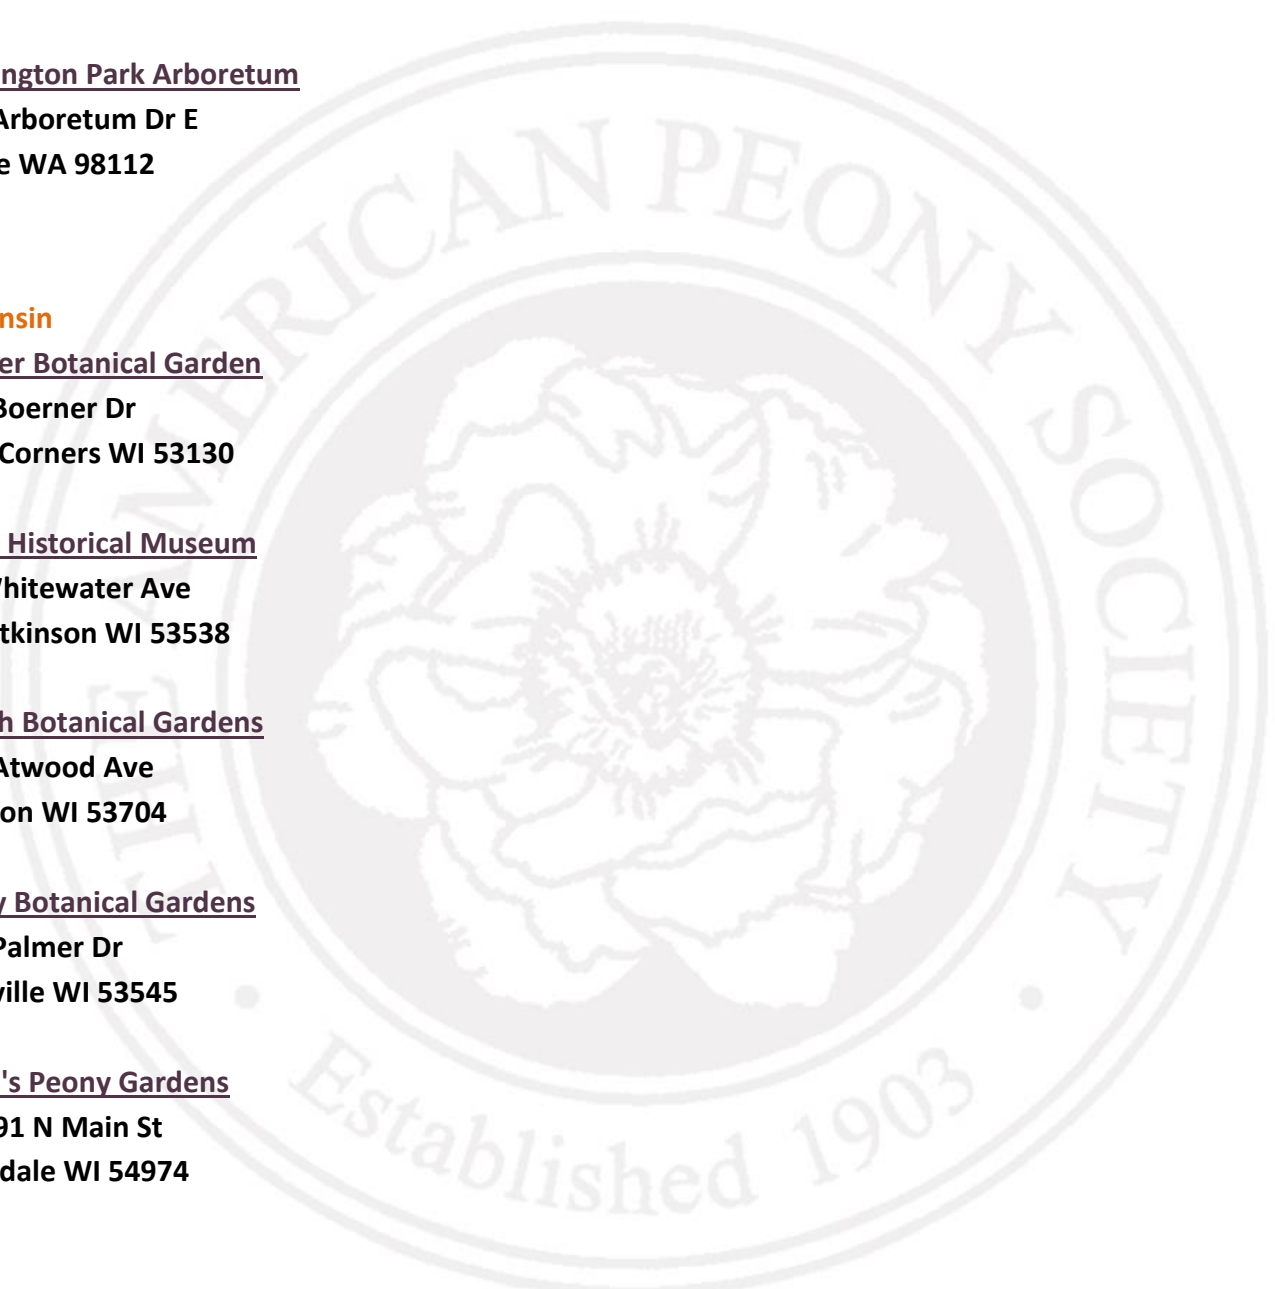 ngton Park Arboretum
Arboretum Dr E
e WA 98112
nsin
er Botanical Garden
Boerner Dr
Corners WI 53130
Historical Museum
hitewater Ave
tkinson WI 53538
h Botanical Gardens
Atwood Ave
on WI 53704
y Botanical Gardens
Palmer Dr
ville WI 53545
's Peony Gardens
91 N Main St
dale WI 54974
THE AMERICAN PEONY SOCIETY
Established 1903